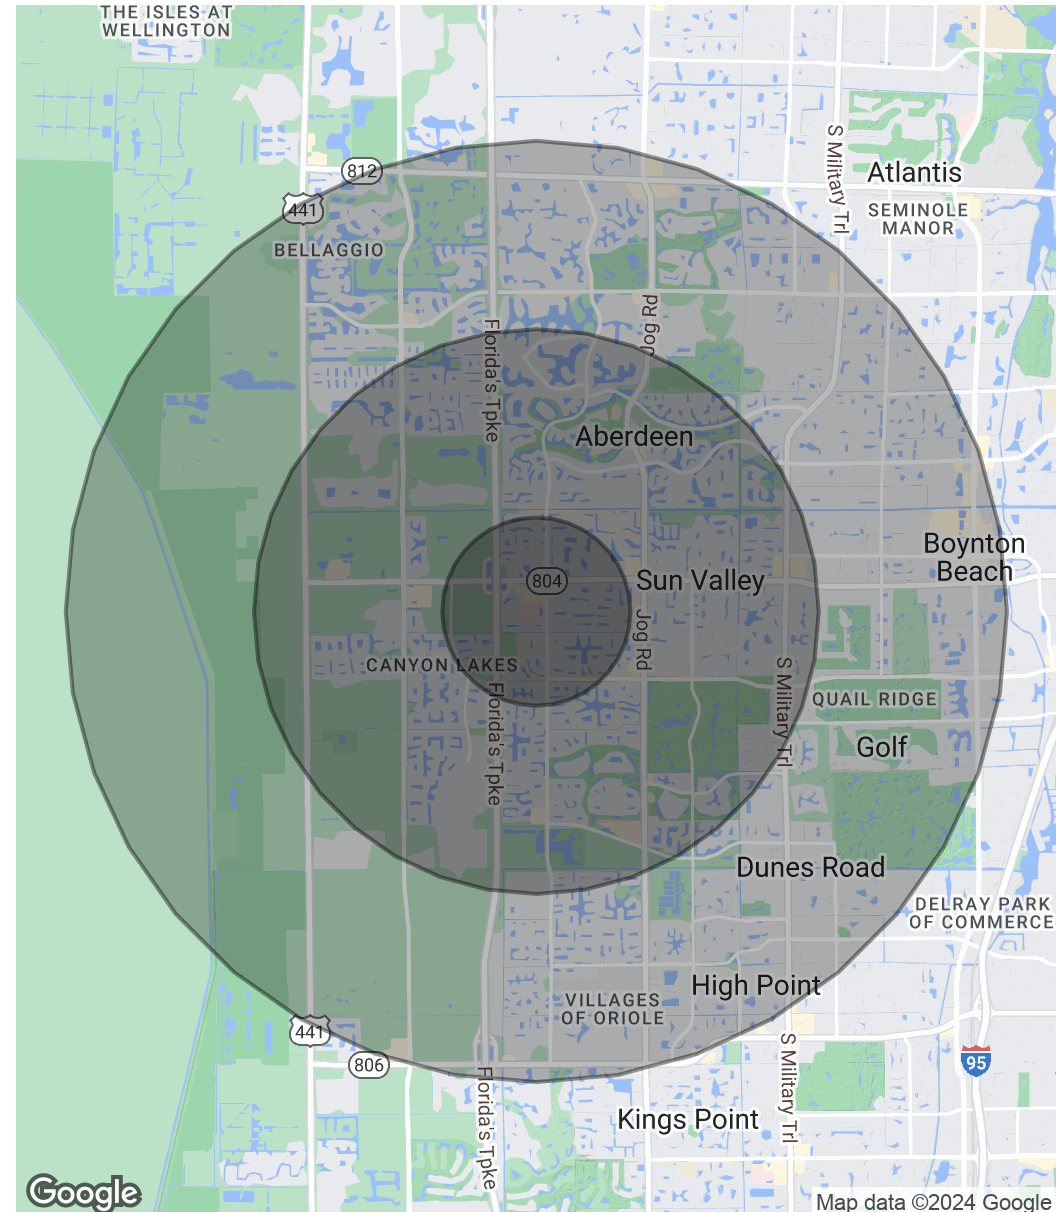 THE ISLES AT
WELLINGTON
S Military Trl
812
Atlantis
441
SEMINOLE
MANOR
BELLAGGIO
Jog Rd
Florida's Tpke
Aberdeen
Boynton
Beach
804
Sun Valley
Jog Rd
CANYON LAKES
S Military Trl
Florida's Tpke
QUAIL RIDGE
Golf
Dunes Road
DELRAY PARK
OF COMMERCE
High Point
VILLAGES
OF ORIOLE
441
806
S Military Trl
95
Florida's Tpke
Kings Point
Google
Map data ©2024 Google